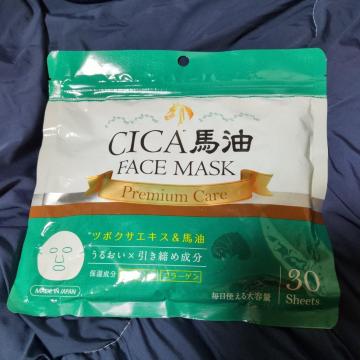 CICA馬油
FACE MASK
Premium Care
ツボクサエキス&馬油
うるおい×引き締め成分
保湿成分
コラーゲン
MADE IN JAPAN
毎日使える大容量
30
Sheets